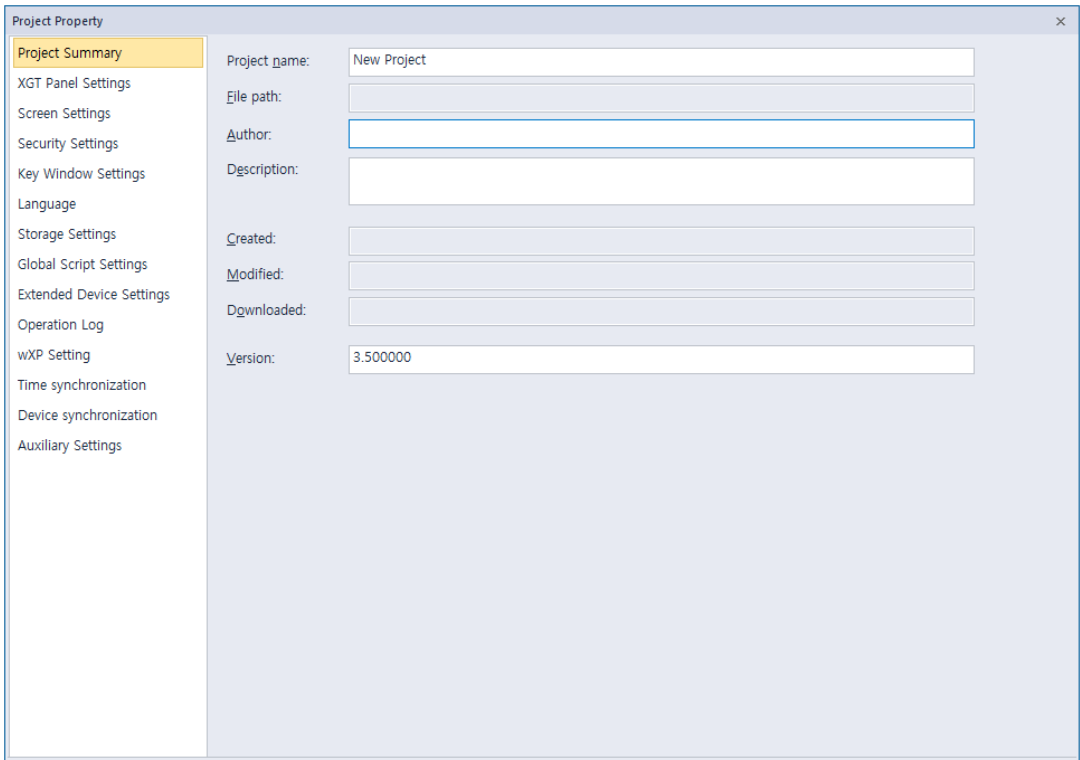 Project Property
Project Summary
XGT Panel Settings
Screen Settings
Security Settings
Key Window Settings
Language
Storage Settings
Global Script Settings
Extended Device Settings
Operation Log
wXP Setting
Time synchronization
Device synchronization
Auxiliary Settings
Project name: New Project
File path:
Author:
Description:
Created:
Modified:
Downloaded:
Version: 3.500000